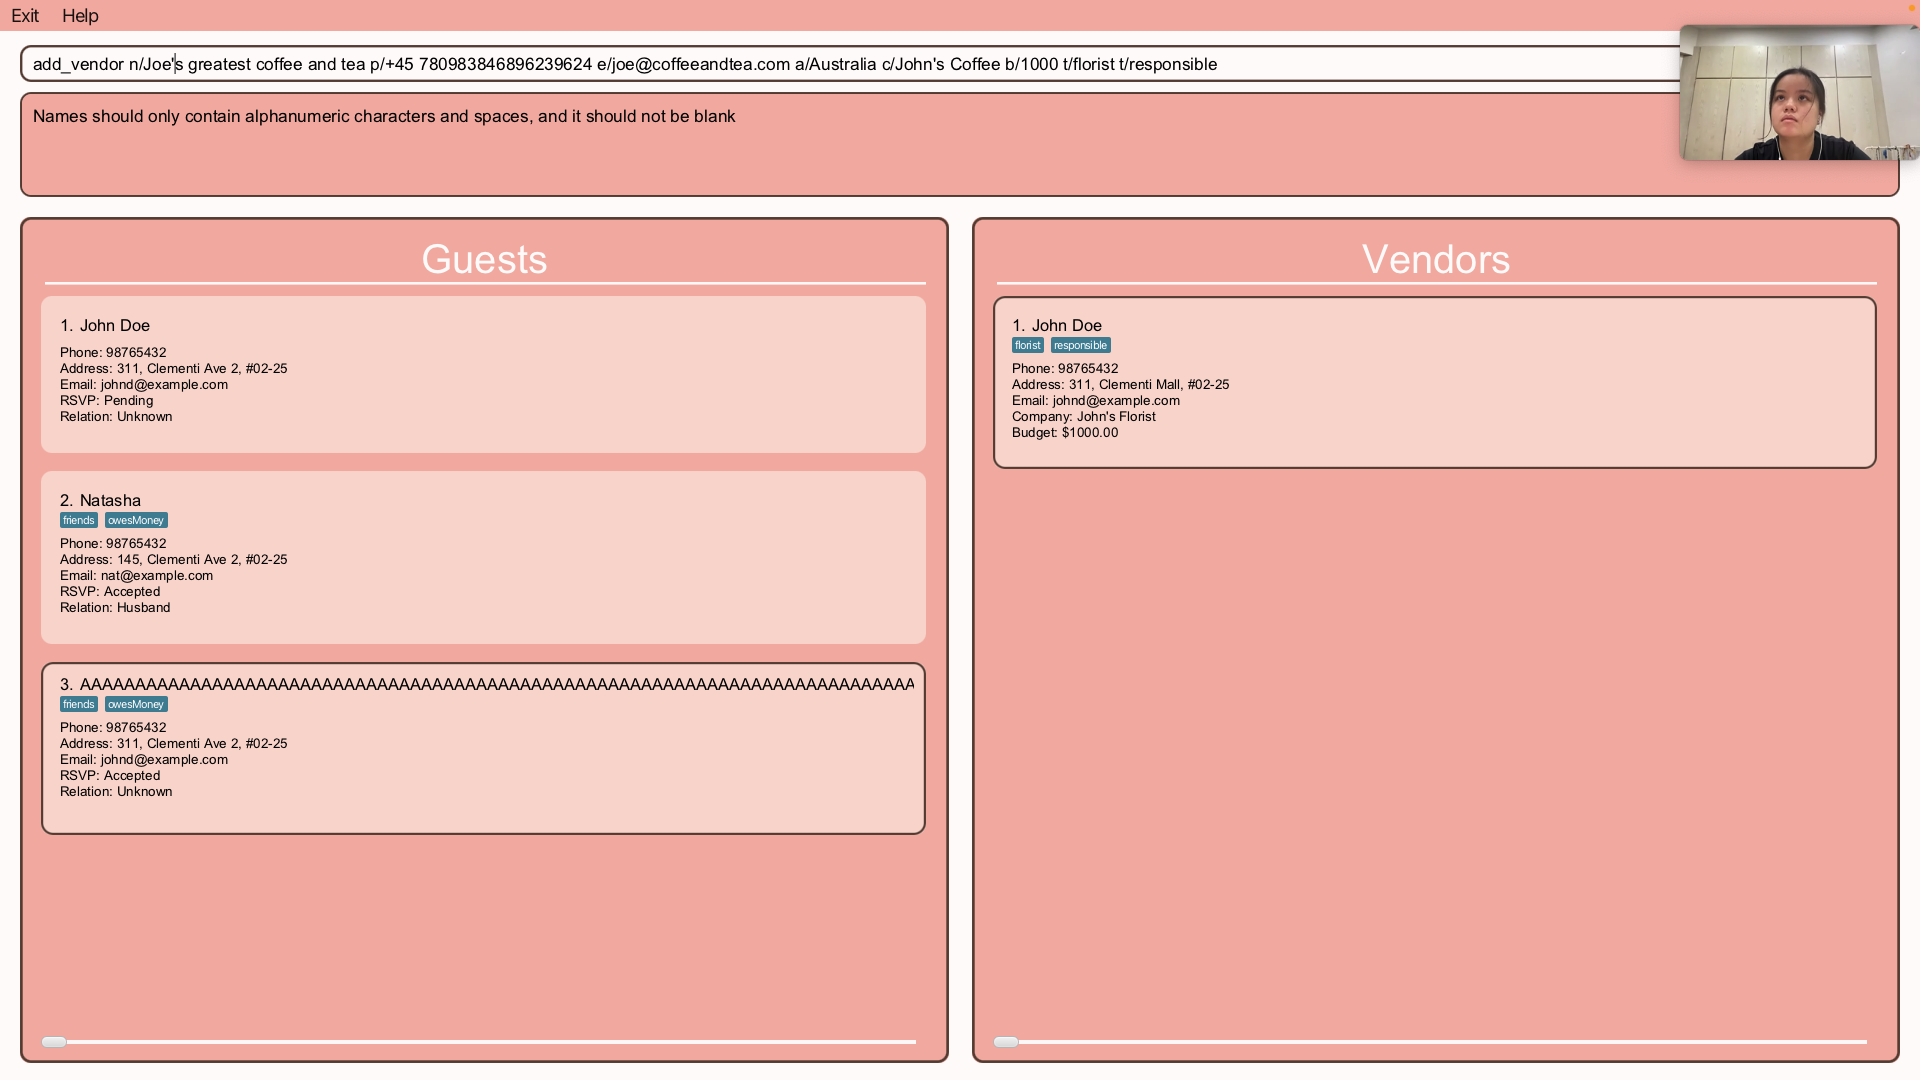 Exit Help
add_vendor n/Joe's greatest coffee and tea p/+45 780983846896239624 e/joe@coffeeandtea.com a/Australia c/John's Coffee b/1000 t/florist t/responsible
Names should only contain alphanumeric characters and spaces, and it should not be blank
Guests
1. John Doe
Phone: 98765432
Address: 311, Clementi Ave 2, #02-25
Email: johnd@example.com
RSVP: Pending
Relation: Unknown
2. Natasha
friends owesMoney
Phone: 98765432
Address: 145, Clementi Ave 2, #02-25
Email: nat@example.com
RSVP: Accepted
Relation: Husband
3. AAAAAAAAAAAAAAAAAAAAAAAAAAAAAAAAAAAAAAAAAAAAAAAAAAAAAAAAAAAAAAAAAAAAAAAAAAAA
friends owesMoney
Phone: 98765432
Address: 311, Clementi Ave 2, #02-25
Email: johnd@example.com
RSVP: Accepted
Relation: Unknown
Vendors
1. John Doe
florist responsible
Phone: 98765432
Address: 311, Clementi Mall, #02-25
Email: johnd@example.com
Company: John's Florist
Budget: $1000.00